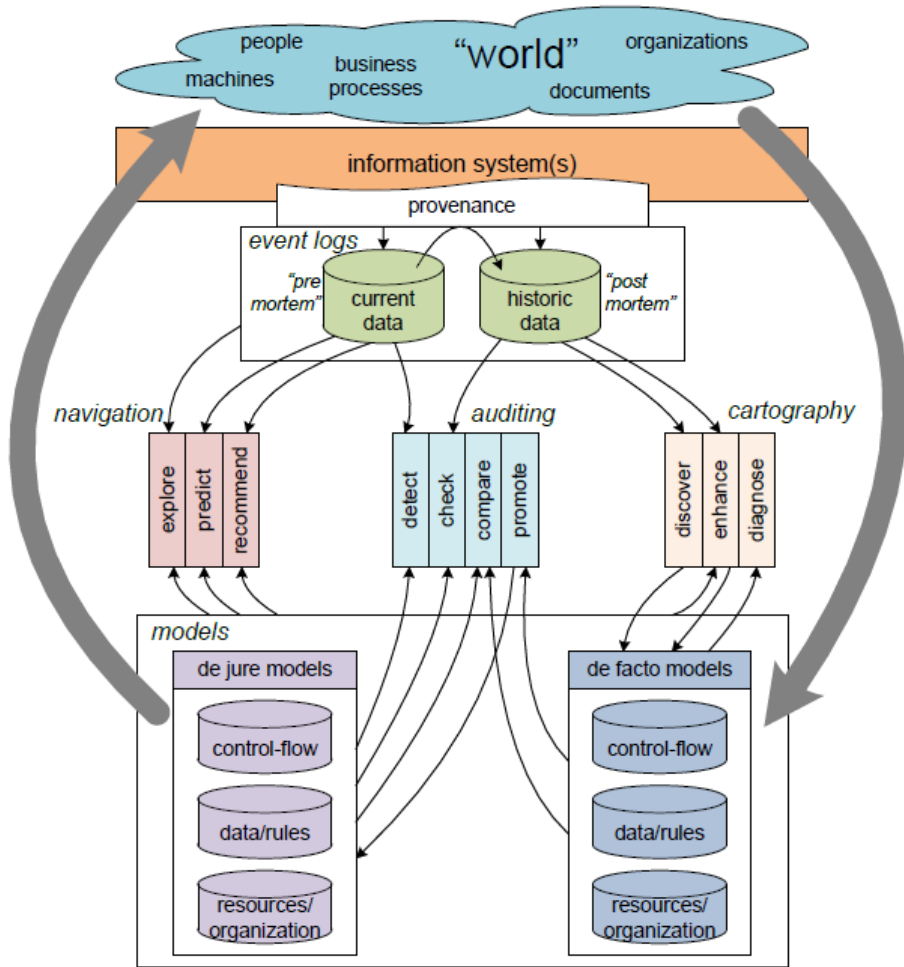 people
“world”
organizations
machines
business
processes
documents
information system(s)
provenance
event logs
“pre
mortem”
current
data
historic
data
“post
mortem”
navigation
auditing
cartography
explore
predict
recommend
detect
check
compare
promote
discover
enhance
diagnose
models
de jure models
control-flow
data/rules
resources/
organization
de facto models
control-flow
data/rules
resources/
organization